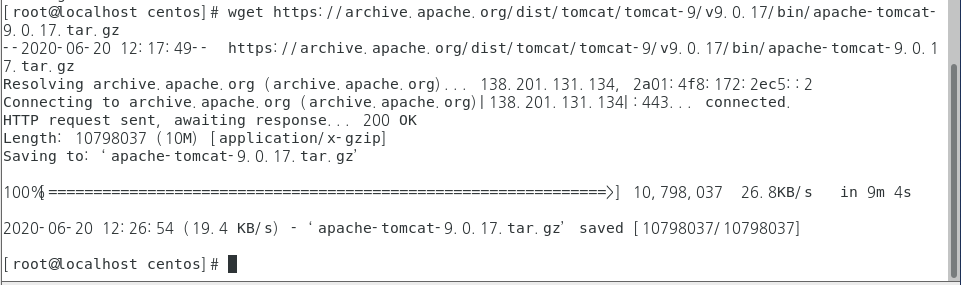 [root@localhost centos]# wget https://archive.apache.org/dist/tomcat/tomcat-9/v9.0.17/bin/apache-tomcat-
9.0.17.tar.gz
--2020-06-20 12:17:49--  https://archive.apache.org/dist/tomcat/tomcat-9/v9.0.17/bin/apache-tomcat-9.0.1
7.tar.gz
Resolving archive.apache.org (archive.apache.org)... 138.201.131.134, 2a01:4f8:172:2ec5::2
Connecting to archive.apache.org (archive.apache.org)|138.201.131.134|:443... connected.
HTTP request sent, awaiting response... 200 OK
Length: 10798037 (10M) [application/x-gzip]
Saving to: ‘apache-tomcat-9.0.17.tar.gz’
100%[==============================================================>] 10,798,037  26.8KB/s   in 9m 4s
2020-06-20 12:26:54 (19.4 KB/s) - ‘apache-tomcat-9.0.17.tar.gz’ saved [10798037/10798037]
[root@localhost centos]#